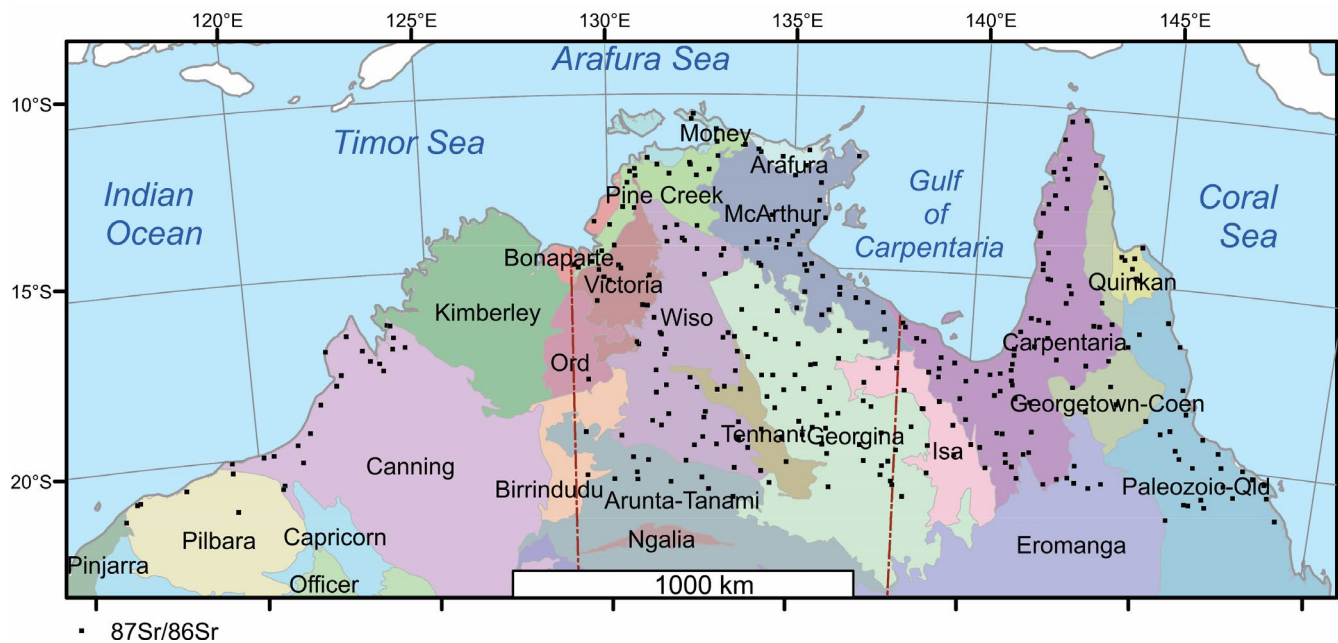 120°E 125°E 130°E 135°E 140°E 145°E
10°S
15°S
20°S
Arafura Sea
Timor Sea
Indian
Ocean
Gulf
of
Carpentaria
Coral
Sea
Money
Arafura
Pine Creek
McArthur
Bonaparte
Victoria
Kimberley
Wiso
Ord
Quinkan
Carpentaria
Georgetown-Coen
Tennant
Georgina
Isa
Canning
Birrindudu
Arunta-Tanami
Paleozoic-Qld
Ngalia
Eromanga
Pilbara
Capricorn
Pinjarra
Officer
1000 km
87Sr/86Sr